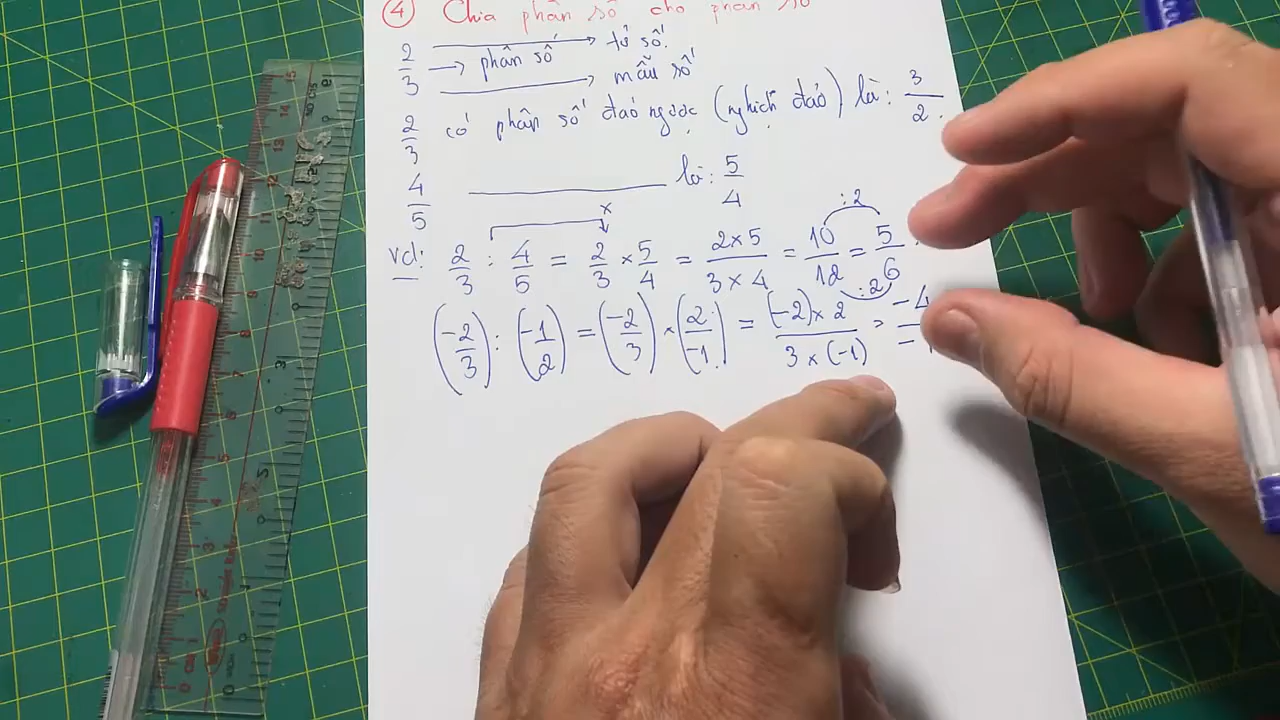 ④ Chia phân số cho phân số
2/3 → phân số → tử số.
→ mẫu số
2/3 có phân số đảo ngược (nghịch đảo) là: 3/2.
4/5 ______ là: 5/4
vd: 2/3 : 4/5 = 2/3 × 5/4 = 2×5 / 3×4 = 10/12 = 5/6
× :2 :2
(-2/3) : (-1/2) = (-2/3) × (2/-1) = (-2)×2 / 3×(-1) = -4